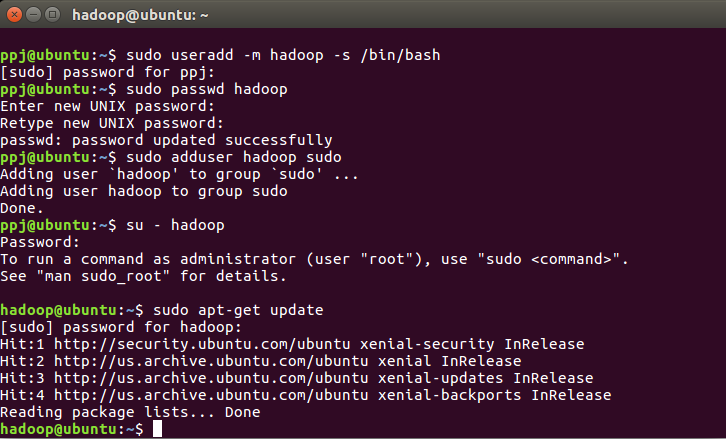 hadoop@ubuntu: ~
ppj@ubuntu:~$ sudo useradd -m hadoop -s /bin/bash
[sudo] password for ppj:
ppj@ubuntu:~$ sudo passwd hadoop
Enter new UNIX password:
Retype new UNIX password:
passwd: password updated successfully
ppj@ubuntu:~$ sudo adduser hadoop sudo
Adding user `hadoop' to group `sudo' ...
Adding user hadoop to group sudo
Done.
ppj@ubuntu:~$ su - hadoop
Password:
To run a command as administrator (user "root"), use "sudo <command>".
See "man sudo_root" for details.
hadoop@ubuntu:~$ sudo apt-get update
[sudo] password for hadoop:
Hit:1 http://security.ubuntu.com/ubuntu xenial-security InRelease
Hit:2 http://us.archive.ubuntu.com/ubuntu xenial InRelease
Hit:3 http://us.archive.ubuntu.com/ubuntu xenial-updates InRelease
Hit:4 http://us.archive.ubuntu.com/ubuntu xenial-backports InRelease
Reading package lists... Done
hadoop@ubuntu:~$